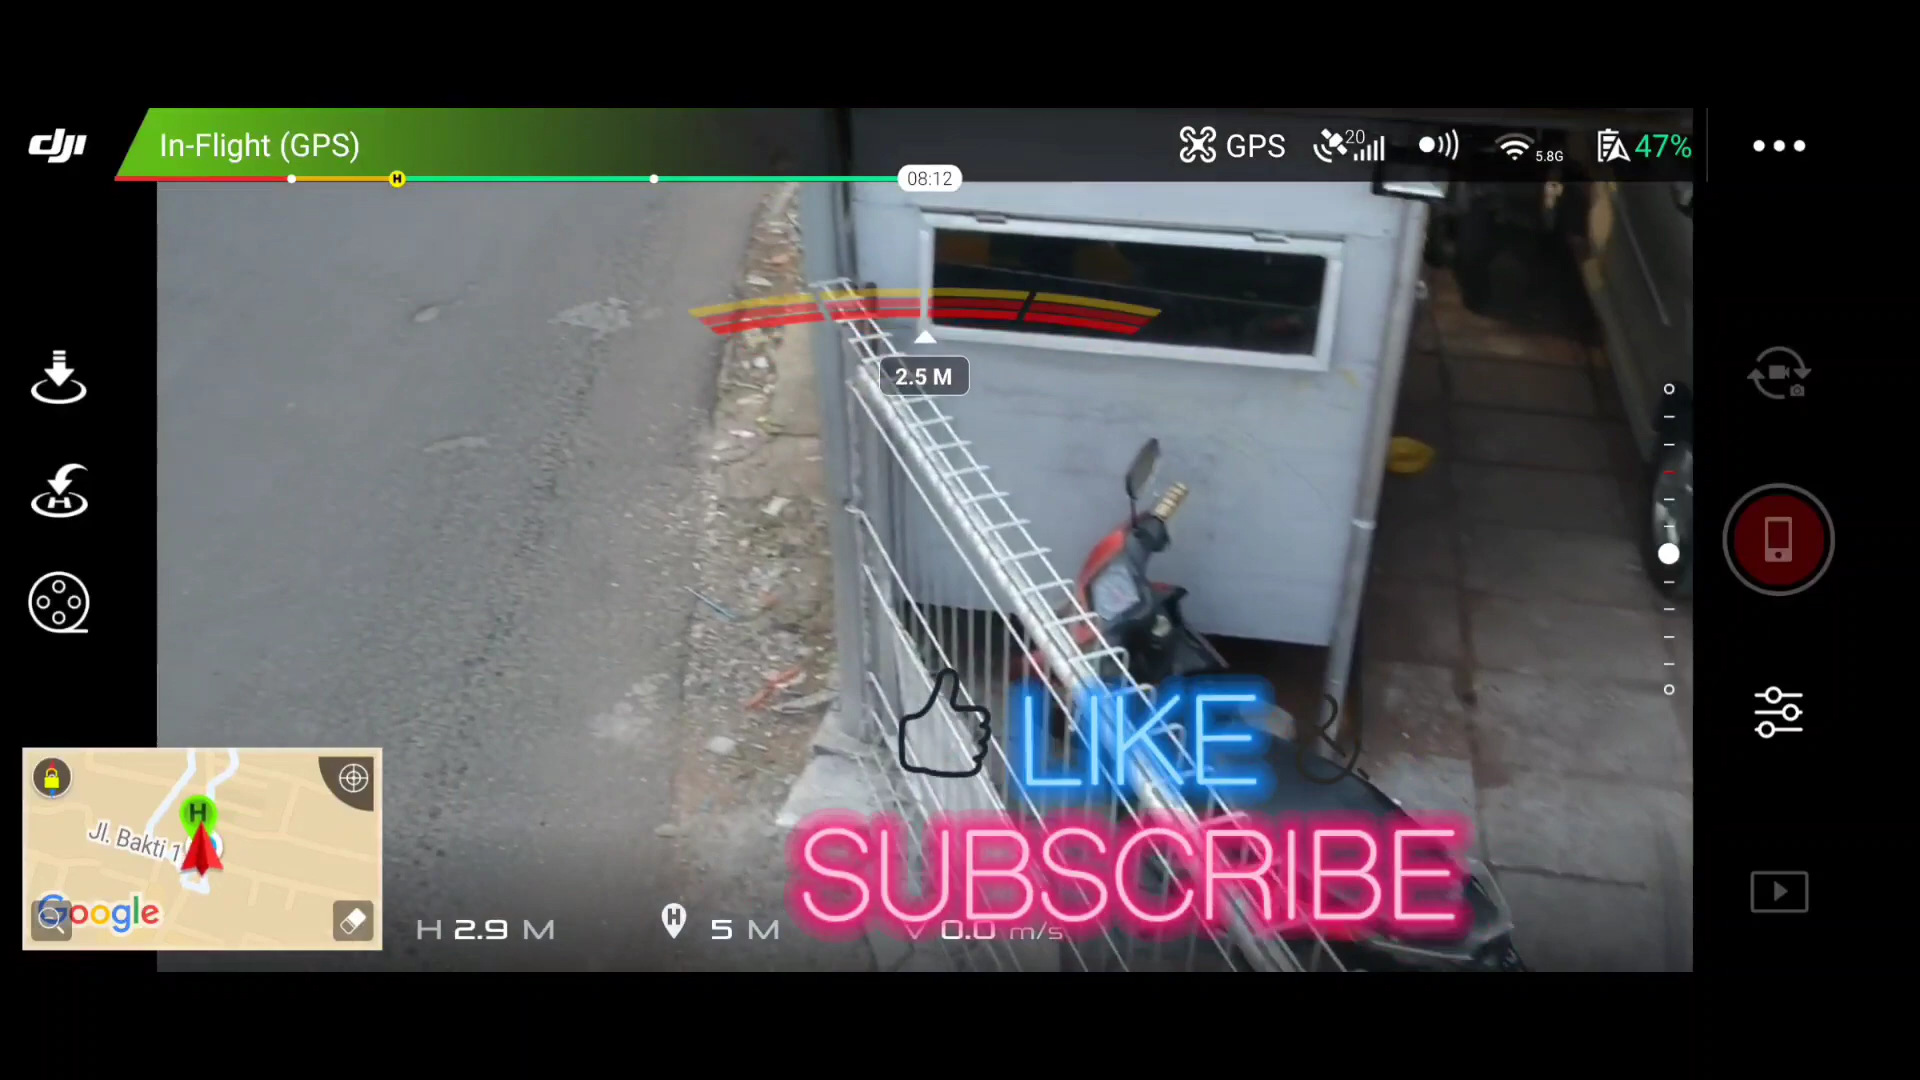 dji
In-Flight (GPS)
GPS
20
5.8G
47%
H
08:12
2.5 M
H
Jl. Bakti 1
Google
H 2.9 M
H 5 M
V 0.0 m/s
LIKE
SUBSCRIBE